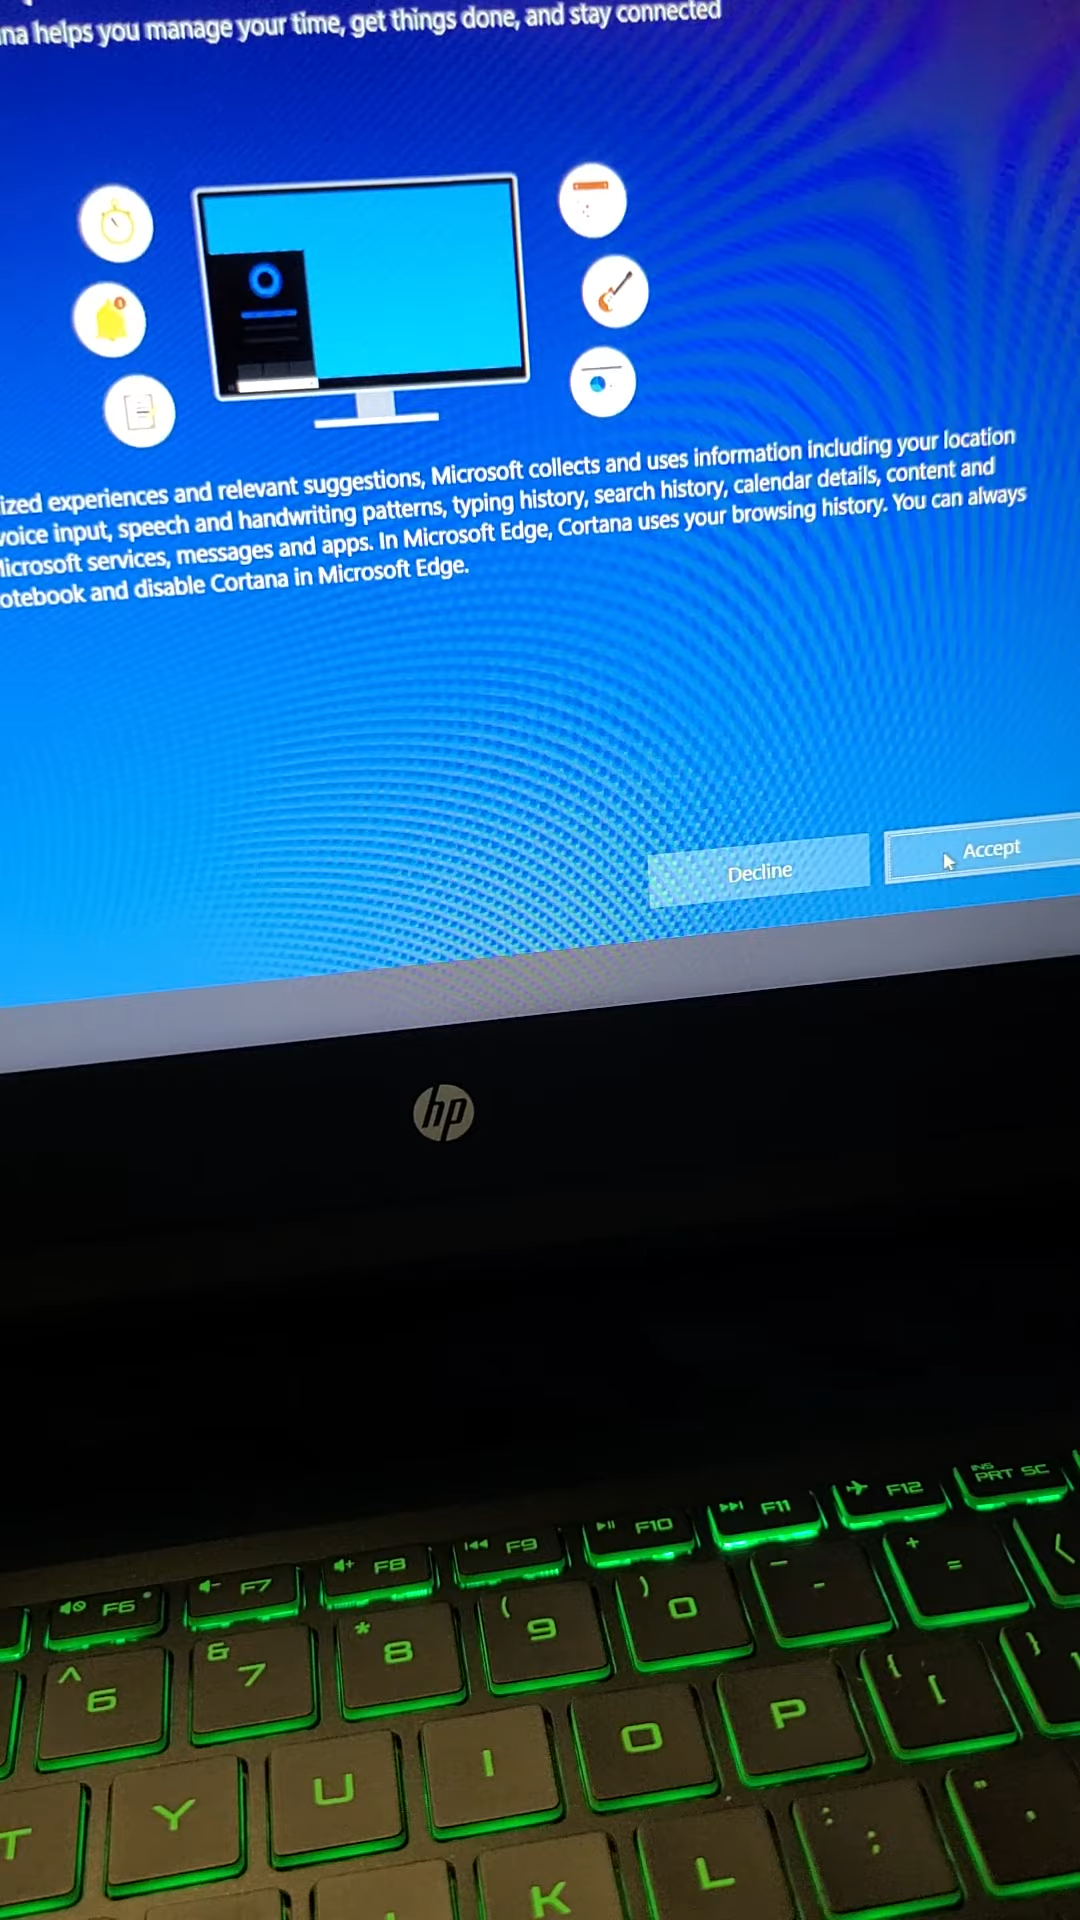 na helps you manage your time, get things done, and stay connected
ized experiences and relevant suggestions, Microsoft collects and uses information including your location
voice input, speech and handwriting patterns, typing history, search history, calendar details, content and
Microsoft services, messages and apps. In Microsoft Edge, Cortana uses your browsing history. You can always
otebook and disable Cortana in Microsoft Edge.
Decline
Accept
hp
F6 F7 F8 F9 F10 F11 F12 INS PRT SC
^ 6 & 7 * 8 ( 9 ) 0 - + =
T Y U I O P { [ }
K L : ; "